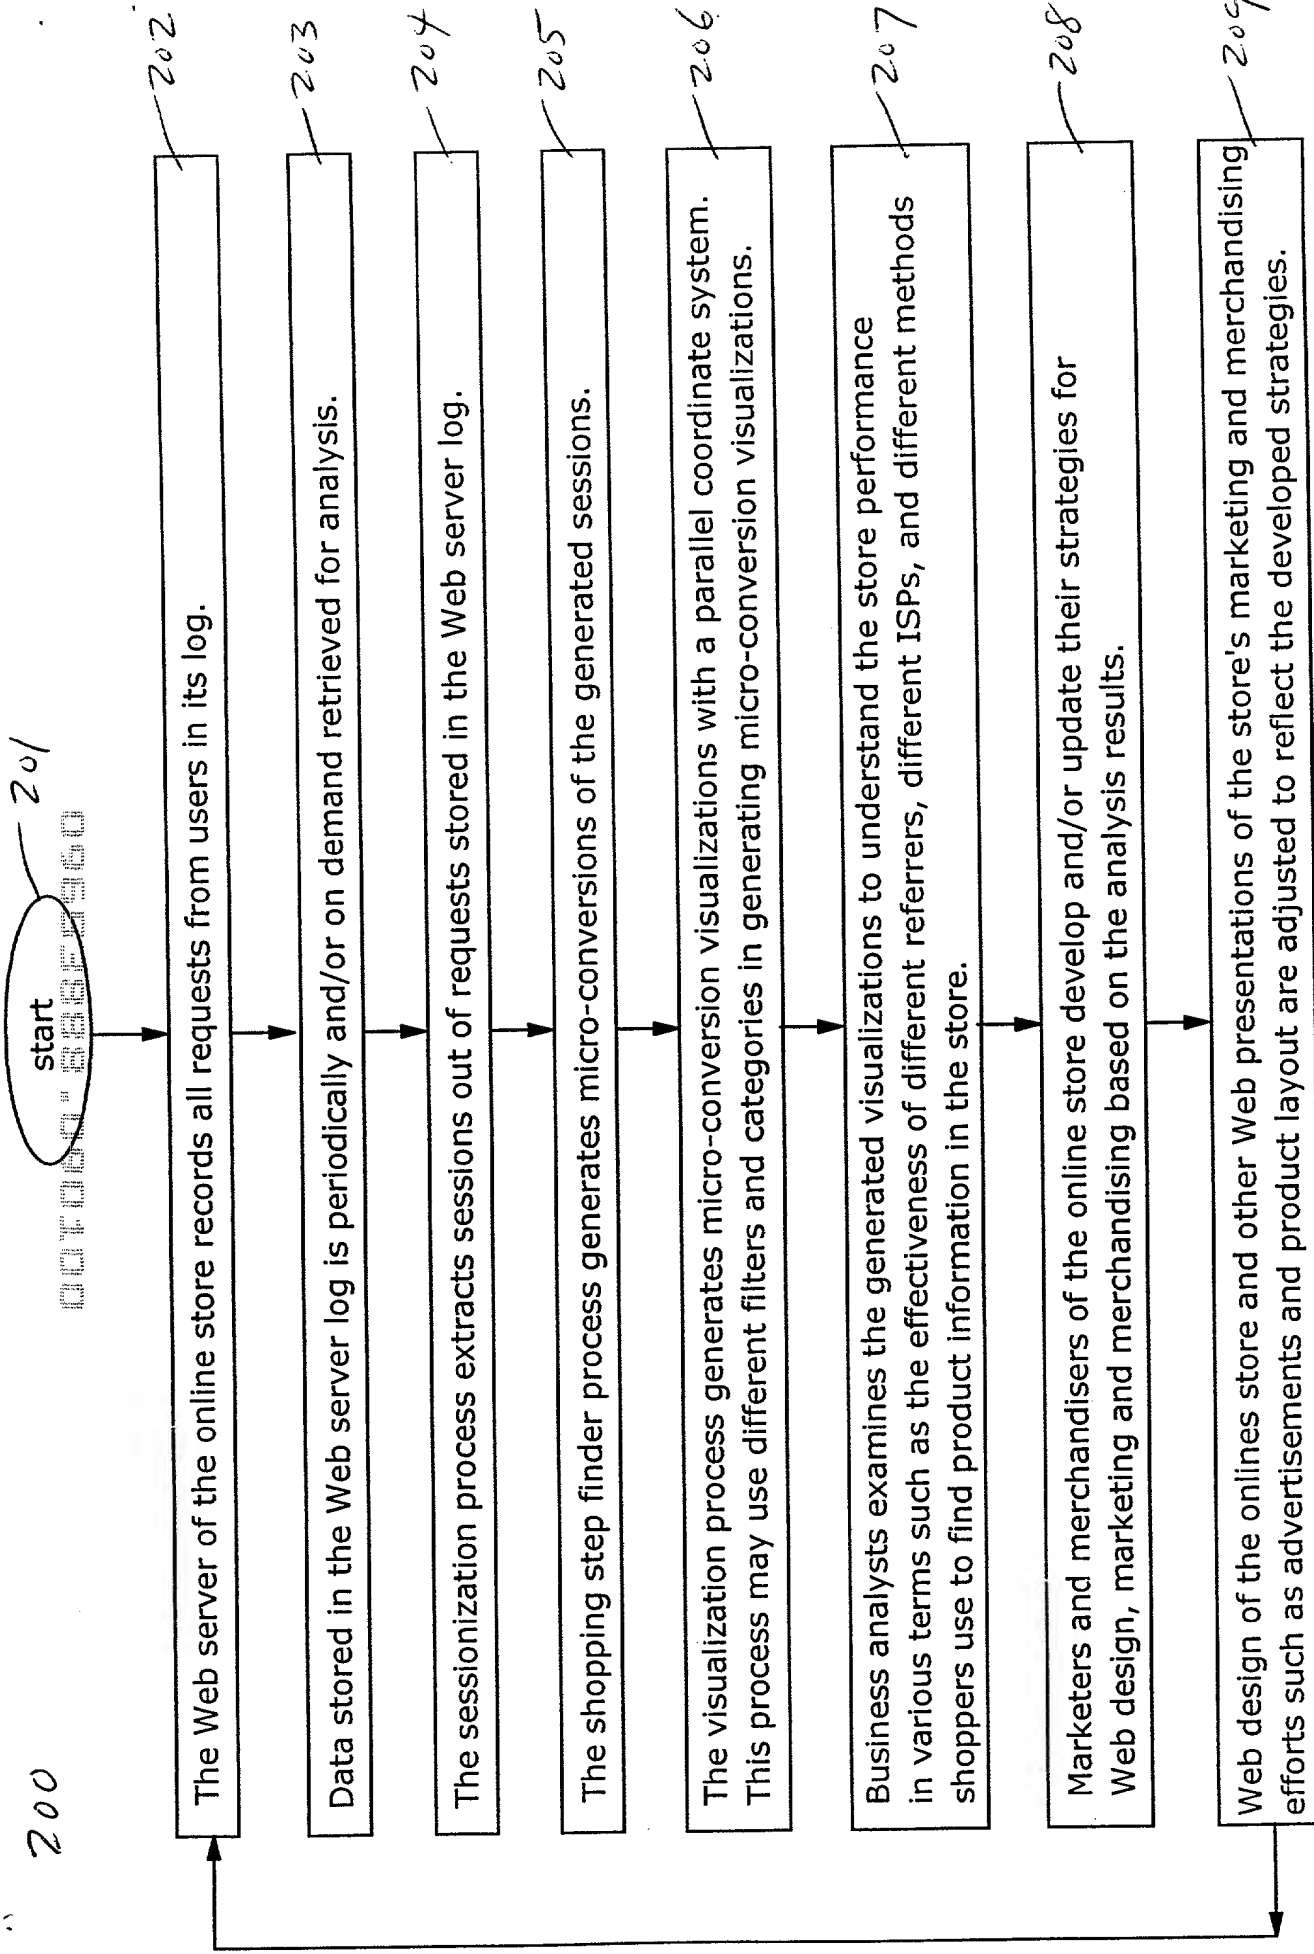 200
start
201
The Web server of the online store records all requests from users in its log.
202
Data stored in the Web server log is periodically and/or on demand retrieved for analysis.
203
The sessionization process extracts sessions out of requests stored in the Web server log.
204
The shopping step finder process generates micro-conversions of the generated sessions.
205
The visualization process generates micro-conversion visualizations with a parallel coordinate system.
This process may use different filters and categories in generating micro-conversion visualizations.
206
Business analysts examines the generated visualizations to understand the store performance
in various terms such as the effectiveness of different referrers, different ISPs, and different methods
shoppers use to find product information in the store.
207
Marketers and merchandisers of the online store develop and/or update their strategies for
Web design, marketing and merchandising based on the analysis results.
208
Web design of the onlines store and other Web presentations of the store's marketing and merchandising
efforts such as advertisements and product layout are adjusted to reflect the developed strategies.
209